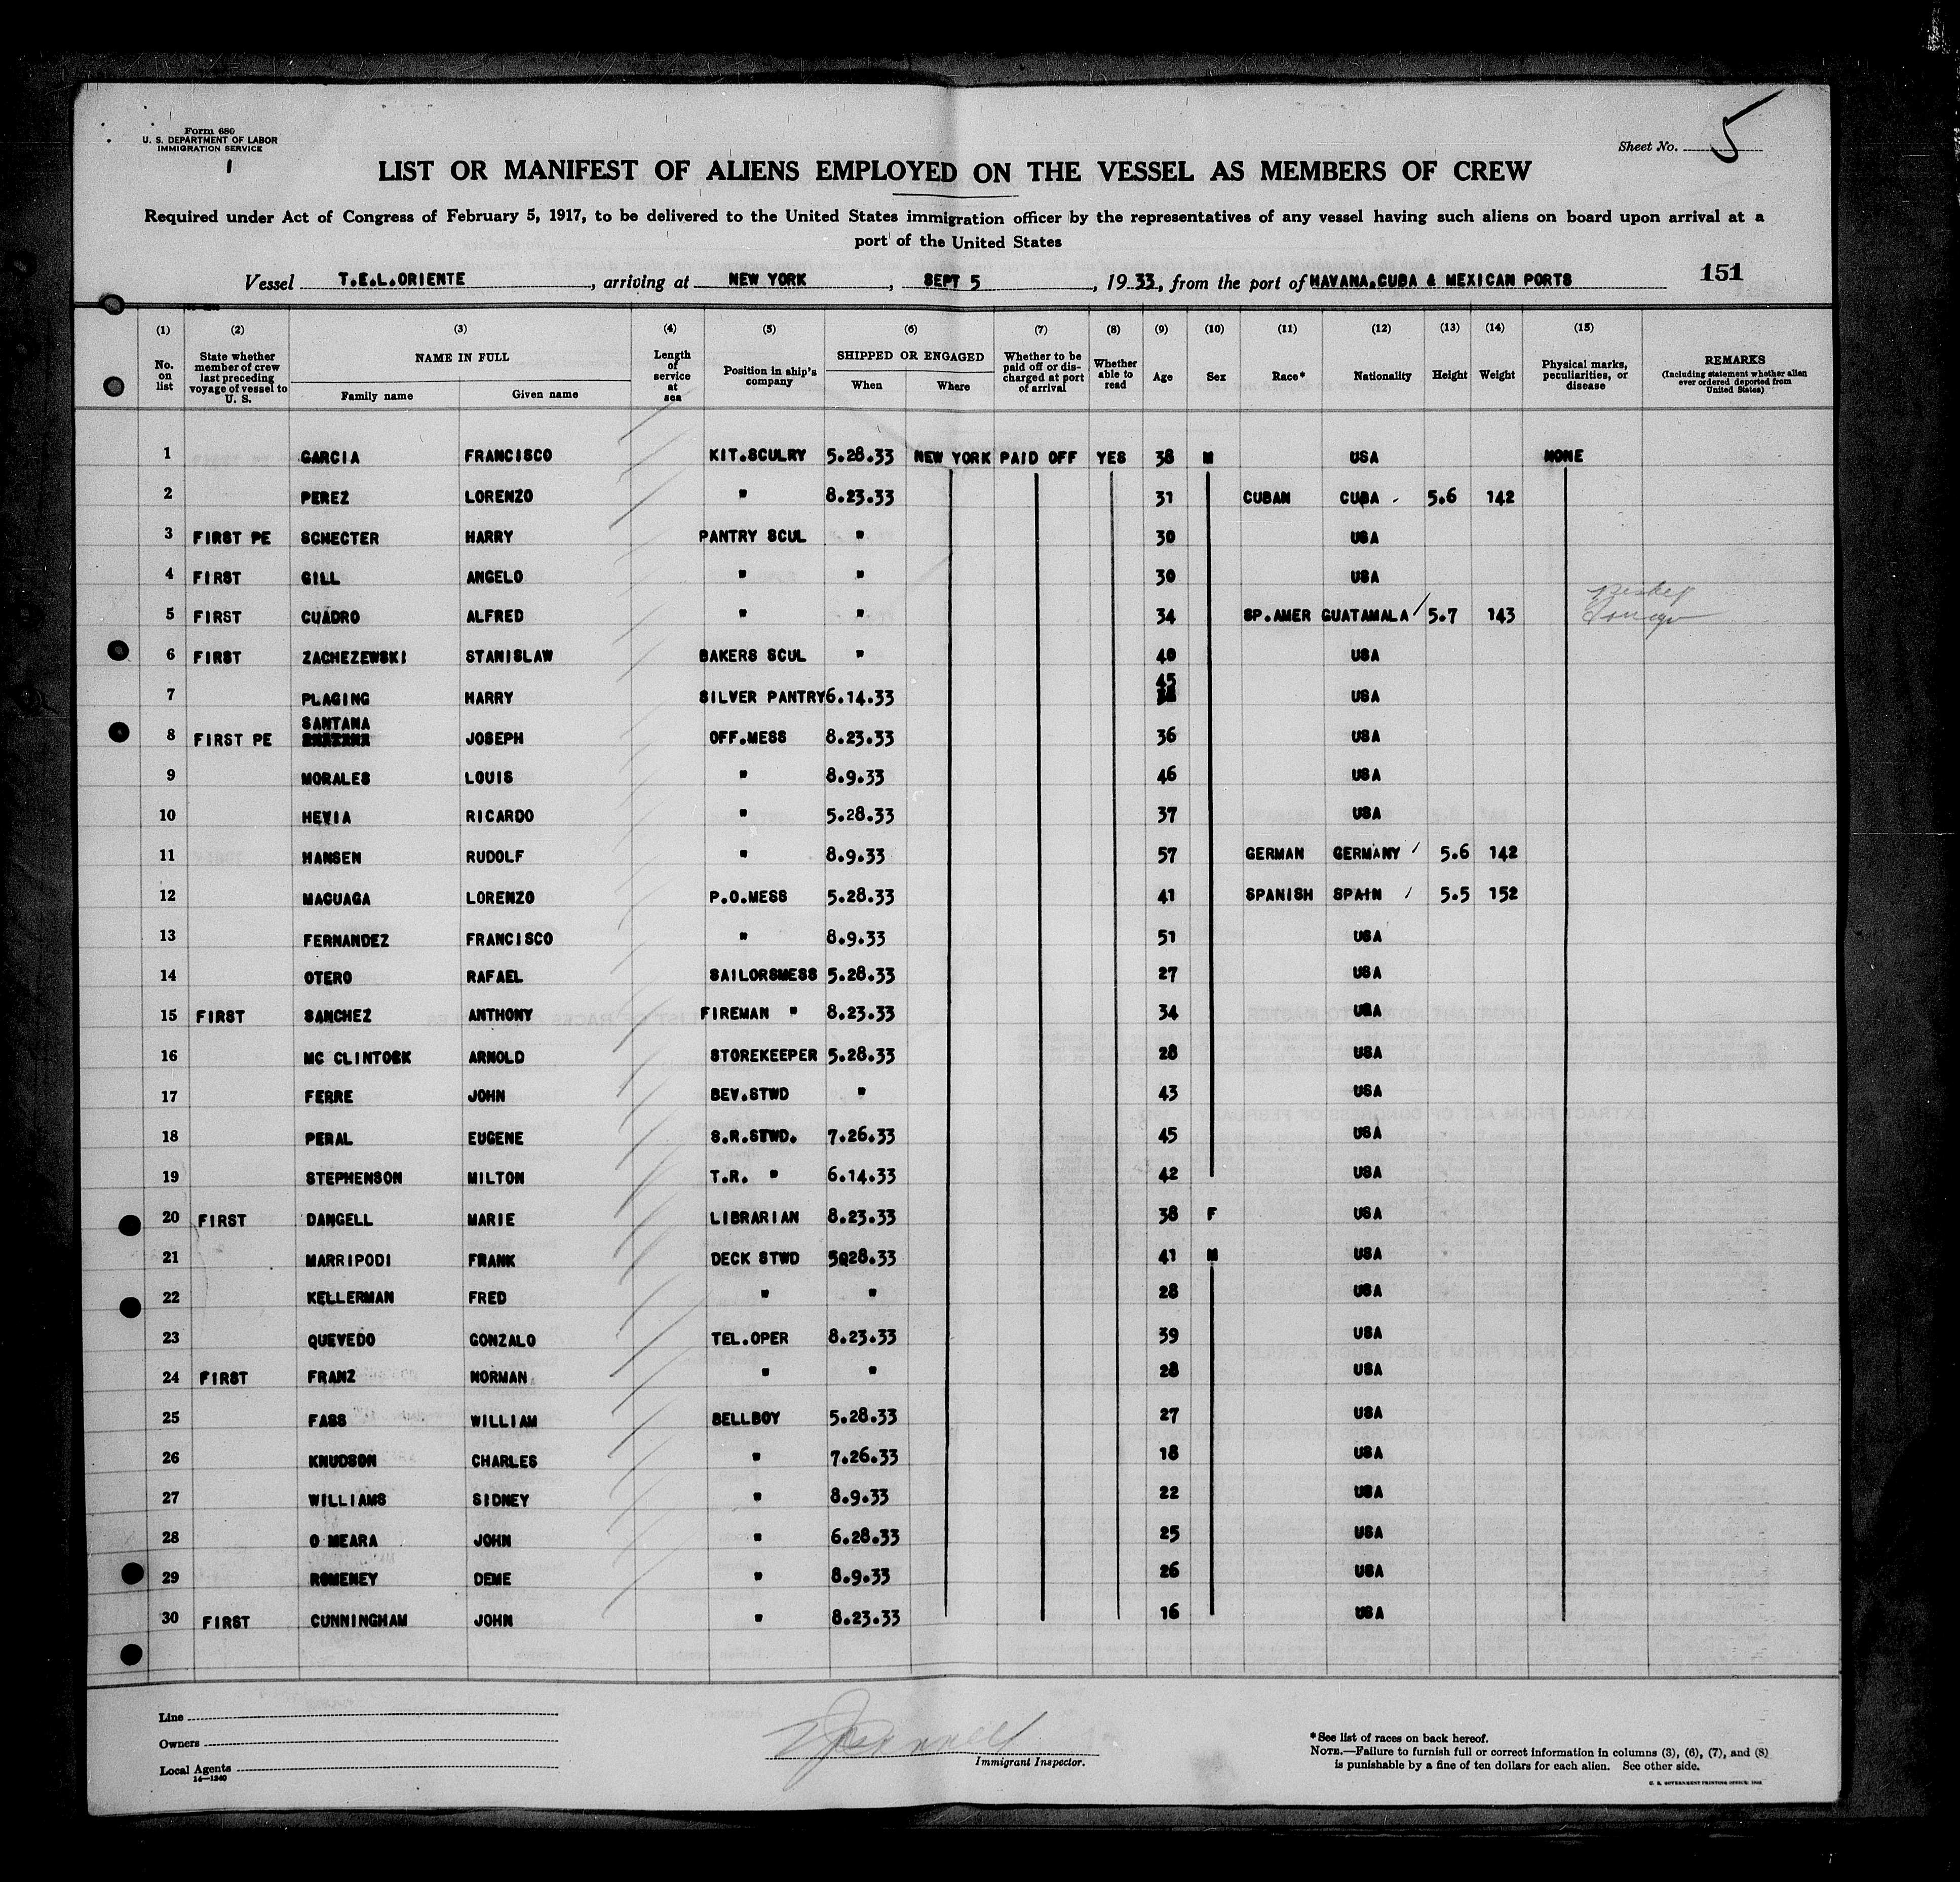 Form 680
U. S. DEPARTMENT OF LABOR
IMMIGRATION SERVICE
1
Sheet No. 5
LIST OR MANIFEST OF ALIENS EMPLOYED ON THE VESSEL AS MEMBERS OF CREW
Required under Act of Congress of February 5, 1917, to be delivered to the United States immigration officer by the representatives of any vessel having such aliens on board upon arrival at a
port of the United States
Vessel T.E.L.ORIENTE, arriving at NEW YORK, SEPT 5, 1933, from the port of HAVANA,CUBA & MEXICAN PORTS 151
(1) (2) (3) (4) (5) (6) (7) (8) (9) (10) (11) (12) (13) (14) (15)
No. on list State whether member of crew last preceding voyage of vessel to U. S. NAME IN FULL Family name Given name Length of service at sea Position in ship's company SHIPPED OR ENGAGED When Where Whether to be paid off or discharged at port of arrival Whether able to read Age Sex Race* Nationality Height Weight Physical marks, peculiarities, or disease REMARKS (Including statement whether alien ever ordered deported from United States)
1 GARCIA FRANCISCO KIT.SCULRY 5.28.33 NEW YORK PAID OFF YES 38 M USA NONE
2 PEREZ LORENZO " 8.23.33 31 CUBAN CUBA 5.6 142
3 FIRST PE SCHECTER HARRY PANTRY SCUL " 30 USA
4 FIRST GILL ANGELO " " 30 USA
5 FIRST CUADRO ALFRED " " 34 SP.AMER GUATAMALA 5.7 143
6 FIRST ZACHEZEWSKI STANISLAW BAKERS SCUL " 40 USA
7 PLAGING HARRY SILVER PANTRY 6.14.33 45 USA
8 FIRST PE SANTANA JOSEPH OFF.MESS 8.23.33 36 USA
9 MORALES LOUIS " 8.9.33 46 USA
10 HEVIA RICARDO " 5.28.33 37 USA
11 HANSEN RUDOLF " 8.9.33 57 GERMAN GERMANY 5.6 142
12 MAGUAGA LORENZO P.O.MESS 5.28.33 41 SPANISH SPAIN 5.5 152
13 FERNANDEZ FRANCISCO " 8.9.33 51 USA
14 OTERO RAFAEL SAILORSMESS 5.28.33 27 USA
15 FIRST SANCHEZ ANTHONY FIREMAN " 8.23.33 34 USA
16 MC CLINTOCK ARNOLD STOREKEEPER 5.28.33 28 USA
17 FERRE JOHN BEV.STWD " 43 USA
18 PERAL EUGENE S.R.STWD. 7.26.33 45 USA
19 STEPHENSON MILTON T.R. " 6.14.33 42 USA
20 FIRST DANGELL MARIE LIBRARIAN 8.23.33 38 F USA
21 MARRIPODI FRANK DECK STWD 5Q28.33 41 M USA
22 KELLERMAN FRED " " 28 USA
23 QUEVEDO GONZALO TEL.OPER 8.23.33 39 USA
24 FIRST FRANZ NORMAN " " 28 USA
25 FASS WILLIAM BELLBOY 5.28.33 27 USA
26 KNUDSON CHARLES " 7.26.33 18 USA
27 WILLIAMS SIDNEY " 8.9.33 22 USA
28 O MEARA JOHN " 6.28.33 25 USA
29 ROMENEY DEME " 8.9.33 26 USA
30 FIRST CUNNINGHAM JOHN " 8.23.33 16 USA
Line
Owners
Local Agents
14—1240
Immigrant Inspector.
*See list of races on back hereof.
NOTE.—Failure to furnish full or correct information in columns (3), (6), (7), and (8)
is punishable by a fine of ten dollars for each alien. See other side.